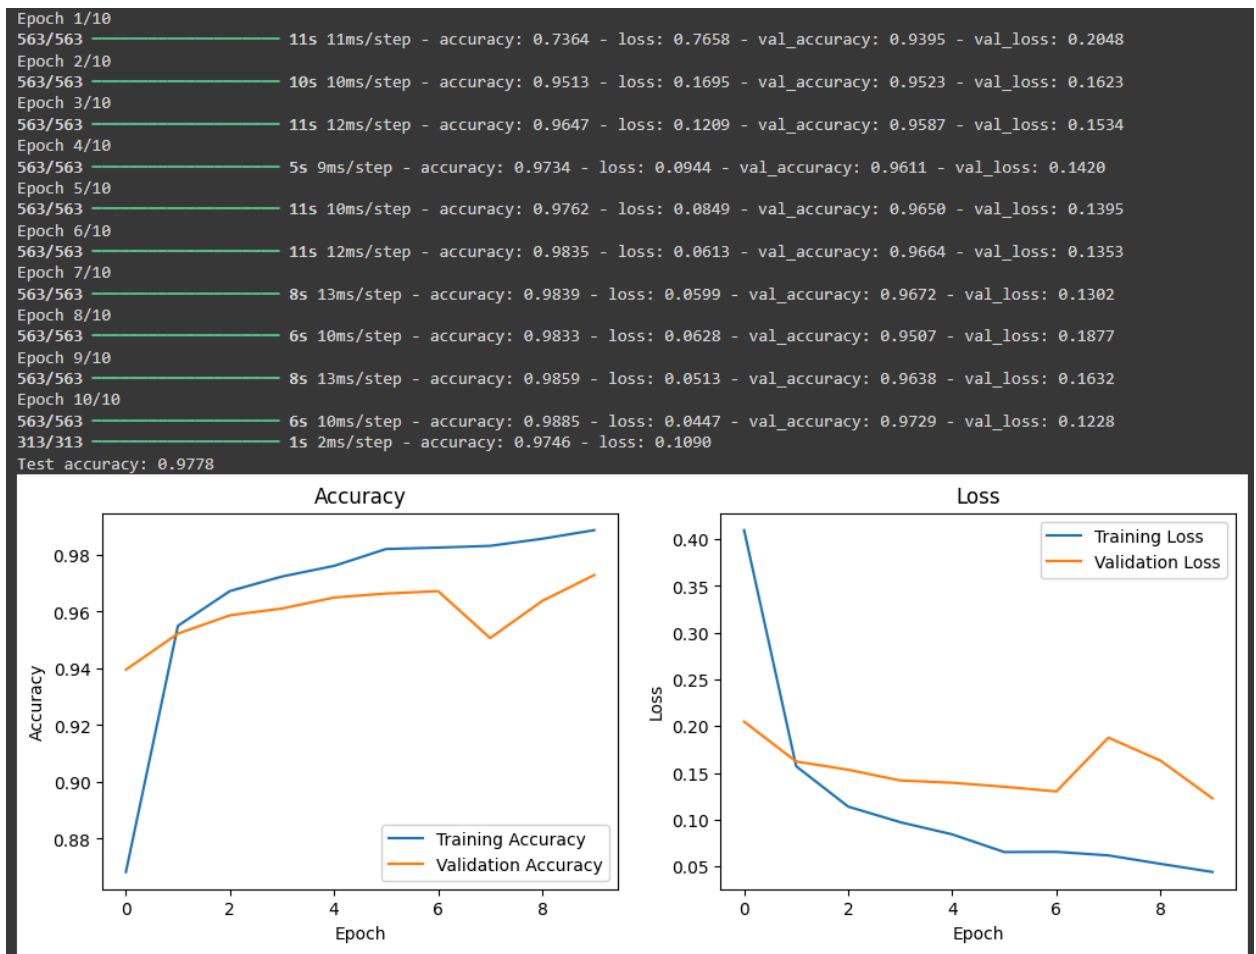 Epoch 1/10
563/563 ━━━━━━━━━━━━━━━━━━━━ 11s 11ms/step - accuracy: 0.7364 - loss: 0.7658 - val_accuracy: 0.9395 - val_loss: 0.2048
Epoch 2/10
563/563 ━━━━━━━━━━━━━━━━━━━━ 10s 10ms/step - accuracy: 0.9513 - loss: 0.1695 - val_accuracy: 0.9523 - val_loss: 0.1623
Epoch 3/10
563/563 ━━━━━━━━━━━━━━━━━━━━ 11s 12ms/step - accuracy: 0.9647 - loss: 0.1209 - val_accuracy: 0.9587 - val_loss: 0.1534
Epoch 4/10
563/563 ━━━━━━━━━━━━━━━━━━━━ 5s 9ms/step - accuracy: 0.9734 - loss: 0.0944 - val_accuracy: 0.9611 - val_loss: 0.1420
Epoch 5/10
563/563 ━━━━━━━━━━━━━━━━━━━━ 11s 10ms/step - accuracy: 0.9762 - loss: 0.0849 - val_accuracy: 0.9650 - val_loss: 0.1395
Epoch 6/10
563/563 ━━━━━━━━━━━━━━━━━━━━ 11s 12ms/step - accuracy: 0.9835 - loss: 0.0613 - val_accuracy: 0.9664 - val_loss: 0.1353
Epoch 7/10
563/563 ━━━━━━━━━━━━━━━━━━━━ 8s 13ms/step - accuracy: 0.9839 - loss: 0.0599 - val_accuracy: 0.9672 - val_loss: 0.1302
Epoch 8/10
563/563 ━━━━━━━━━━━━━━━━━━━━ 6s 10ms/step - accuracy: 0.9833 - loss: 0.0628 - val_accuracy: 0.9507 - val_loss: 0.1877
Epoch 9/10
563/563 ━━━━━━━━━━━━━━━━━━━━ 8s 13ms/step - accuracy: 0.9859 - loss: 0.0513 - val_accuracy: 0.9638 - val_loss: 0.1632
Epoch 10/10
563/563 ━━━━━━━━━━━━━━━━━━━━ 6s 10ms/step - accuracy: 0.9885 - loss: 0.0447 - val_accuracy: 0.9729 - val_loss: 0.1228
313/313 ━━━━━━━━━━━━━━━━━━━━ 1s 2ms/step - accuracy: 0.9746 - loss: 0.1090
Test accuracy: 0.9778
Accuracy
0.98
0.96
0.94
0.92
0.90
0.88
Accuracy
Training Accuracy
Validation Accuracy
0 2 4 6 8
Epoch
Loss
0.40
0.35
0.30
0.25
0.20
0.15
0.10
0.05
Loss
Training Loss
Validation Loss
0 2 4 6 8
Epoch